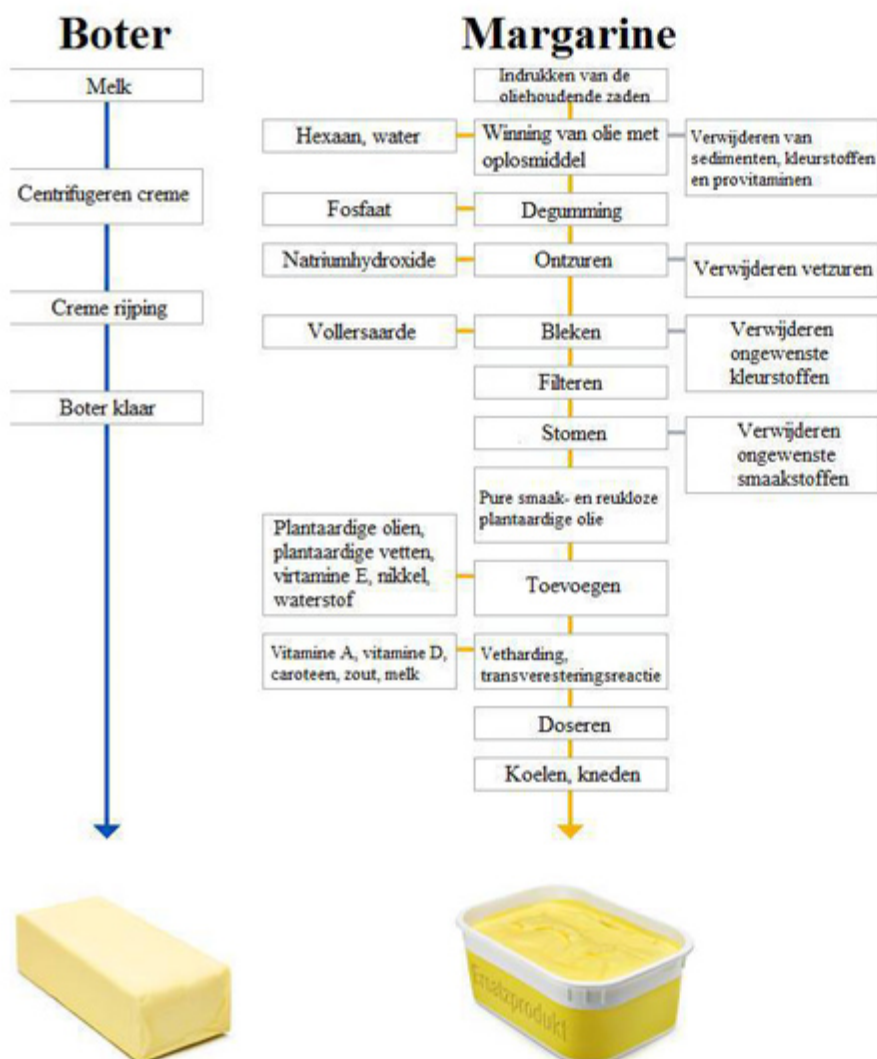 Boter
Melk
Centrifugeren creme
Creme rijping
Boter klaar
Margarine
Indrukken van de
oliehoudende zaden
Hexaan, water
Winning van olie met
oplosmiddel
Verwijderen van
sedimenten, kleurstoffen
en provitaminen
Fosfaat
Degumming
Natriumhydroxide
Ontzuren
Verwijderen vetzuren
Vollersaarde
Bleken
Verwijderen
ongewenste
kleurstoffen
Filteren
Stomen
Verwijderen
ongewenste
smaakstoffen
Pure smaak- en reukloze
plantaardige olie
Plantaardige olien,
plantaardige vetten,
virtamine E, nikkel,
waterstof
Toevoegen
Vitamine A, vitamine D,
caroteen, zout, melk
Vetharding,
transveresteringsreactie
Doseren
Koelen, kneden
Ersatzprodukt